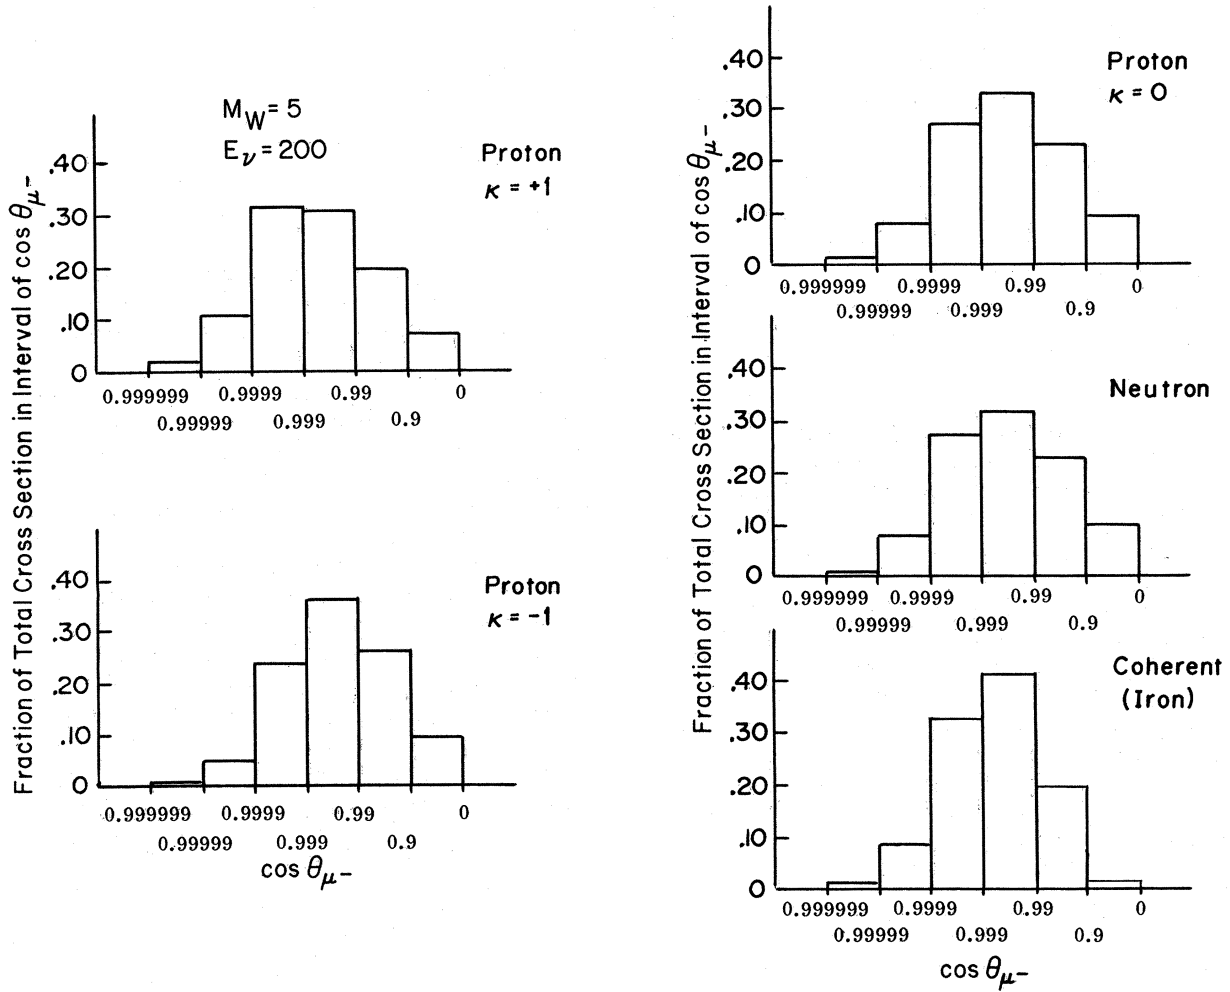 M_W = 5
E_ν = 200
Proton
κ = +1
Fraction of Total Cross Section in Interval of cos θ_μ-
.40
.30
.20
.10
0
0.999999 0.9999 0.99 0
0.99999 0.999 0.9
Proton
κ = -1
.40
.30
.20
.10
0
0.999999 0.9999 0.99 0
0.99999 0.999 0.9
cos θ_μ-
Proton
κ = 0
Fraction of Total Cross Section in Interval of cos θ_μ-
.40
.30
.20
.10
0
0.999999 0.9999 0.99 0
0.99999 0.999 0.9
Neutron
.40
.30
.20
.10
0
0.999999 0.9999 0.99 0
0.99999 0.999 0.9
Coherent
(Iron)
.40
.30
.20
.10
0
0.999999 0.9999 0.99 0
0.99999 0.999 0.9
cos θ_μ-